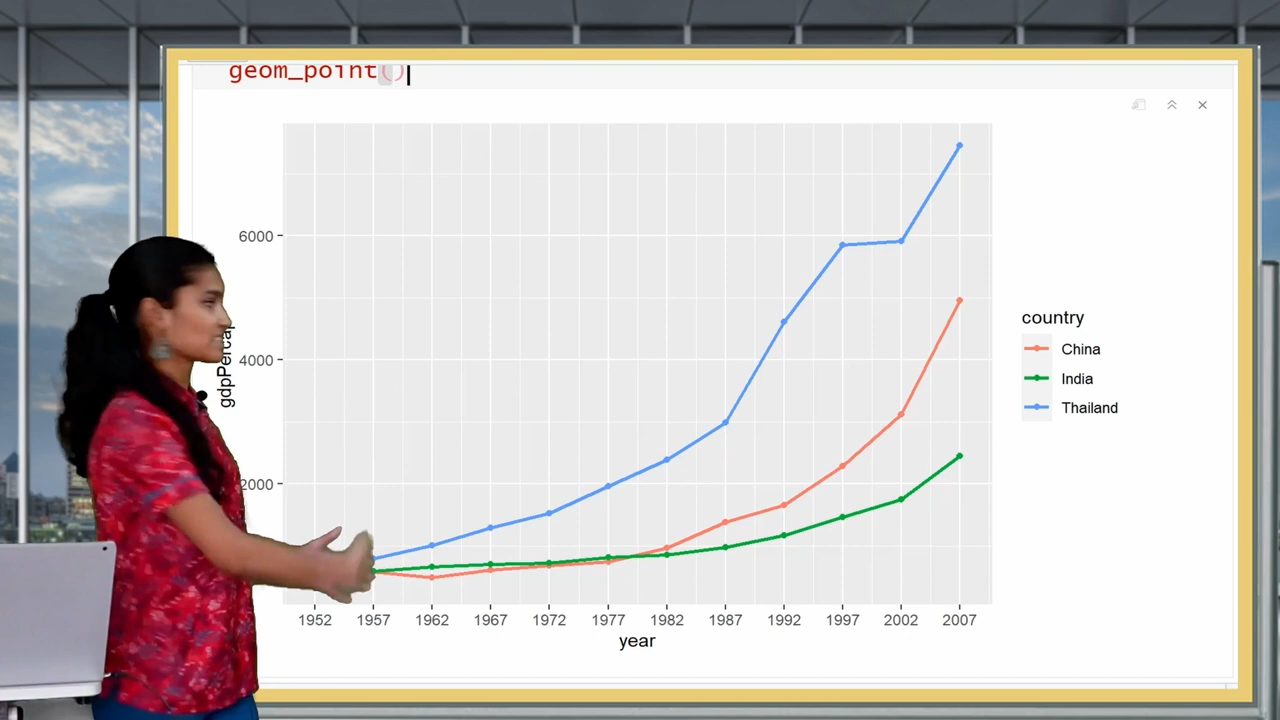 geom_point()
6000
4000
2000
1952 1957 1962 1967 1972 1977 1982 1987 1992 1997 2002 2007
year
country
China
India
Thailand